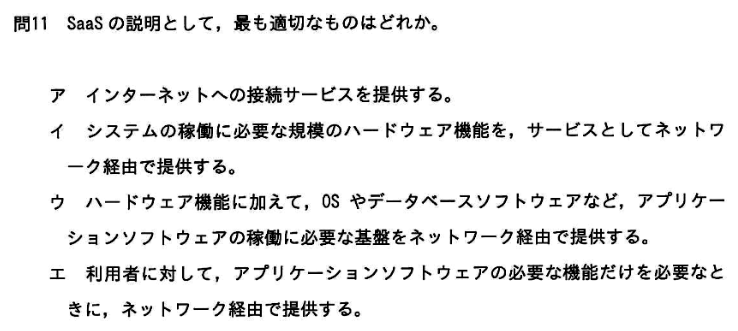 問11 SaaS の説明として，最も適切なものはどれか。
ア インターネットへの接続サービスを提供する。
イ システムの稼働に必要な規模のハードウェア機能を，サービスとしてネットワ
ーク経由で提供する。
ウ ハードウェア機能に加えて，OS やデータベースソフトウェアなど，アプリケー
ションソフトウェアの稼働に必要な基盤をネットワーク経由で提供する。
エ 利用者に対して，アプリケーションソフトウェアの必要な機能だけを必要なと
きに，ネットワーク経由で提供する。